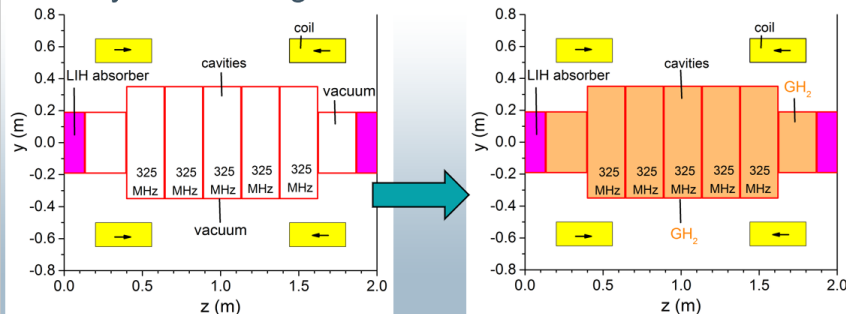 0.8
0.6
0.4
0.2
0.0
-0.2
-0.4
-0.6
-0.8
y (m)
coil
LIH absorber
cavities
vacuum
325 MHz
325 MHz
325 MHz
325 MHz
325 MHz
vacuum
0.0 0.5 1.0 1.5 2.0
z (m)
0.8
0.6
0.4
0.2
0.0
-0.2
-0.4
-0.6
-0.8
y (m)
coil
LIH absorber
cavities
GH₂
325 MHz
325 MHz
325 MHz
325 MHz
325 MHz
GH₂
0.0 0.5 1.0 1.5 2.0
z (m)